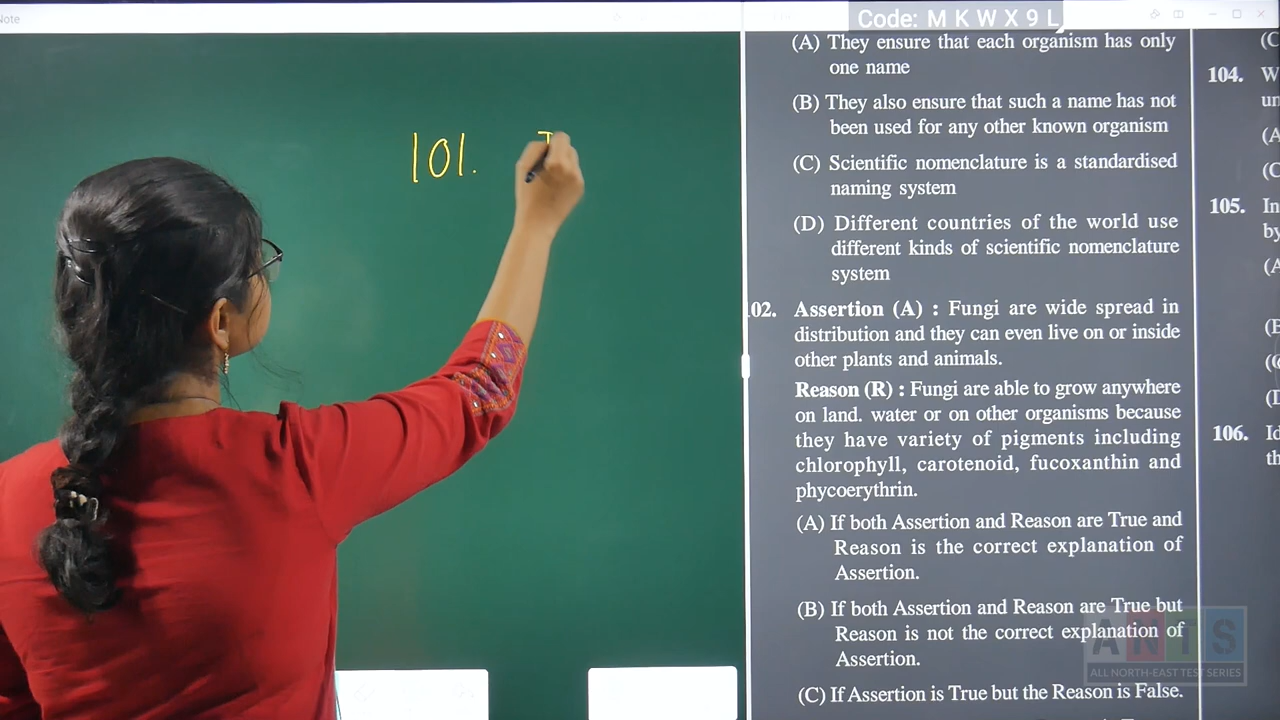 Note
Code: M K W X 9 L
101.
(A) They ensure that each organism has only
one name
(B) They also ensure that such a name has not
been used for any other known organism
(C) Scientific nomenclature is a standardised
naming system
(D) Different countries of the world use
different kinds of scientific nomenclature
system
102. Assertion (A) : Fungi are wide spread in
distribution and they can even live on or inside
other plants and animals.
Reason (R) : Fungi are able to grow anywhere
on land. water or on other organisms because
they have variety of pigments including
chlorophyll, carotenoid, fucoxanthin and
phycoerythrin.
(A) If both Assertion and Reason are True and
Reason is the correct explanation of
Assertion.
(B) If both Assertion and Reason are True but
Reason is not the correct explanation of
Assertion.
(C) If Assertion is True but the Reason is False.
104.
105. In
by
106.
th
ANTS
ALL NORTH-EAST TEST SERIES